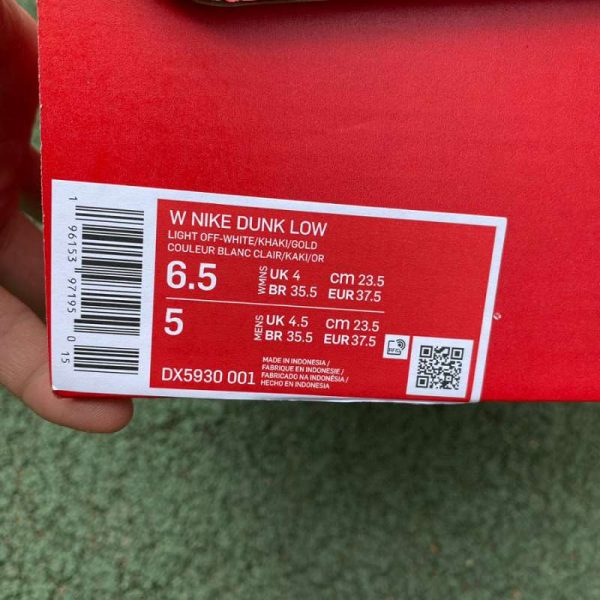 W NIKE DUNK LOW
LIGHT OFF-WHITE/KHAKI/GOLD
COULEUR BLANC CLAIR/KAKI/OR
6.5 WMNS UK 4 cm 23.5
BR 35.5 EUR 37.5
5 MENS UK 4.5 cm 23.5
BR 35.5 EUR 37.5
MADE IN INDONESIA/
FABRIQUE EN INDONESIE/
FABRICADO NA INDONÉSIA/
HECHO EN INDONESIA
DX5930 001
RFID
1 96153 97195 0 15